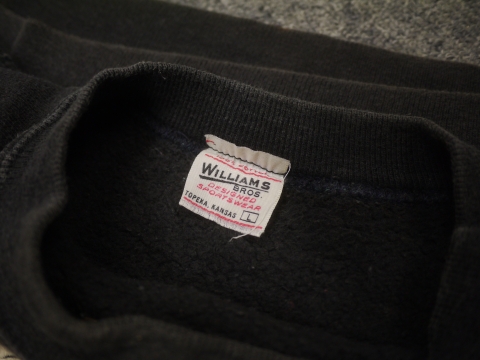 WILLIAMS
BROS.
DESIGNED
SPORTSWEAR
TOPEKA, KANSAS L